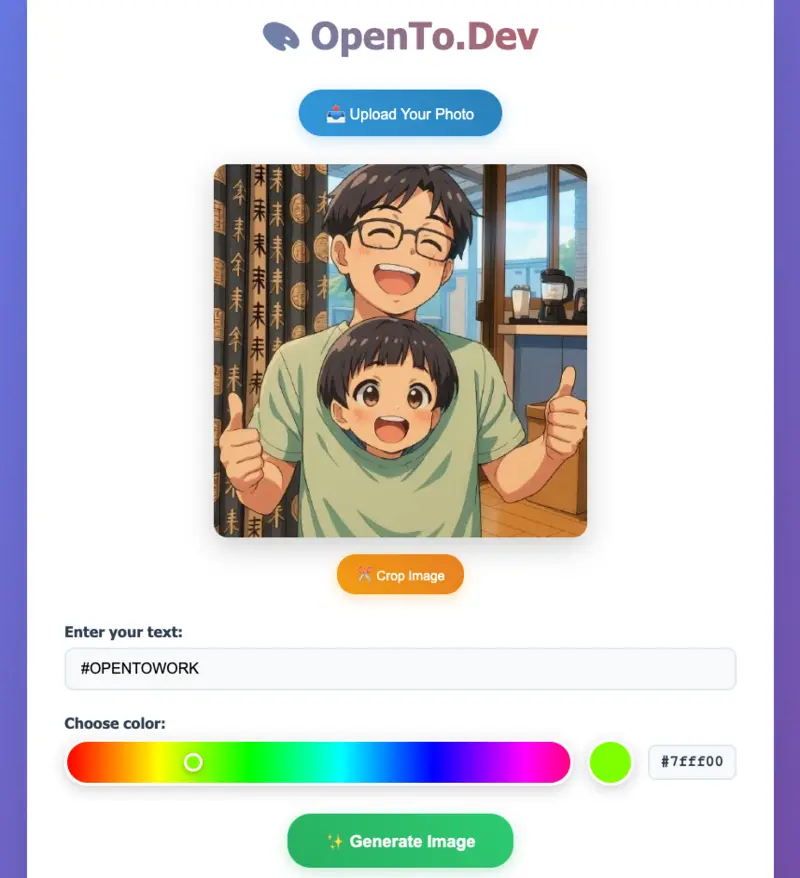 OpenTo.Dev
Upload Your Photo
Crop Image
Enter your text:
#OPENTOWORK
Choose color:
#7fff00
Generate Image